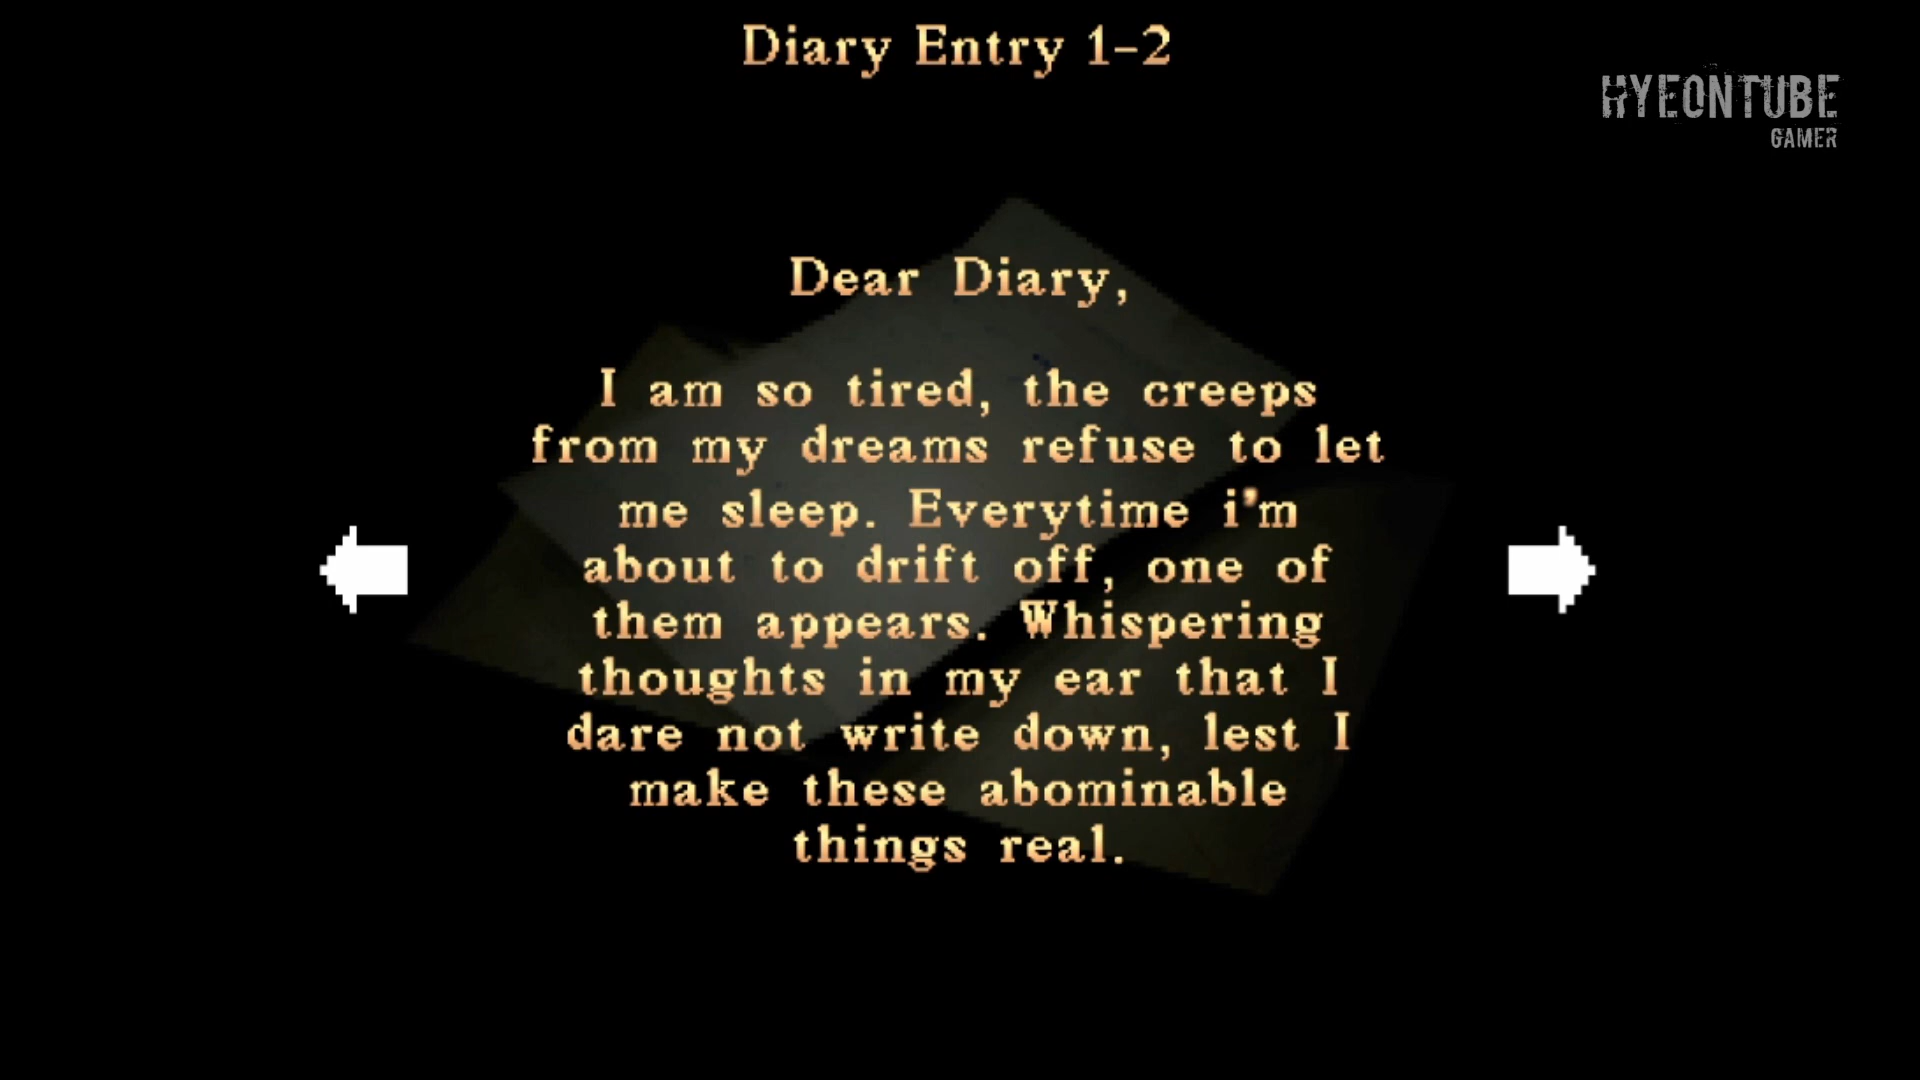 Diary Entry 1-2
HYEONTUBE
GAMER
Dear Diary,
I am so tired, the creeps
from my dreams refuse to let
me sleep. Everytime i'm
about to drift off, one of
them appears. Whispering
thoughts in my ear that I
dare not write down, lest I
make these abominable
things real.